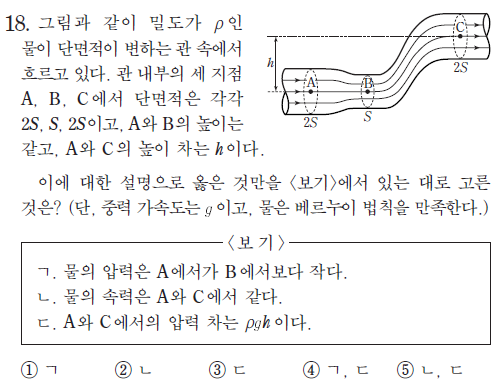 18. 그림과 같이 밀도가 ρ인
물이 단면적이 변하는 관 속에서
흐르고 있다. 관 내부의 세 지점
A, B, C에서 단면적은 각각
2S, S, 2S이고, A와 B의 높이는
같고, A와 C의 높이 차는 h이다.
h
A
B
C
2S
S
2S
이에 대한 설명으로 옳은 것만을 <보기>에서 있는 대로 고른
것은? (단, 중력 가속도는 g이고, 물은 베르누이 법칙을 만족한다.)
<보 기>
ㄱ. 물의 압력은 A에서가 B에서보다 작다.
ㄴ. 물의 속력은 A와 C에서 같다.
ㄷ. A와 C에서의 압력 차는 ρgh이다.
① ㄱ ② ㄴ ③ ㄷ ④ ㄱ, ㄷ ⑤ ㄴ, ㄷ